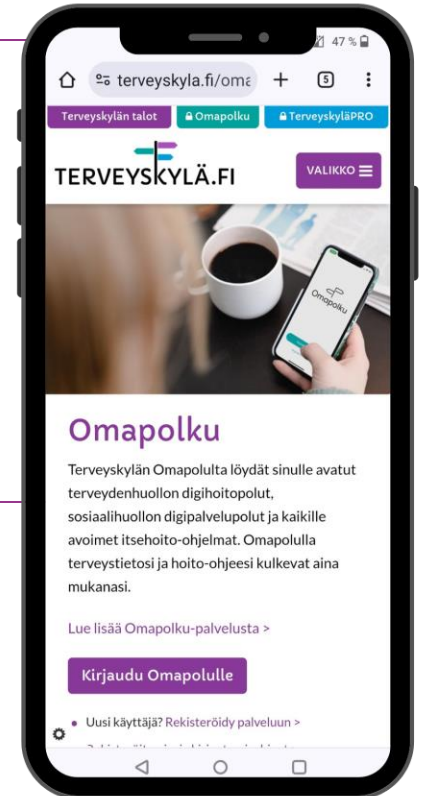 47 %
terveyskyla.fi/oma
5
Terveyskylän talot
Omapolku
TerveyskyläPRO
TERVEYSKYLÄ.FI
VALIKKO
Omapolku
Omapolku
Terveyskylän Omapolulta löydät sinulle avatut
terveydenhuollon digihoitopolut,
sosiaalihuollon digipalvelupolut ja kaikille
avoimet itsehoito-ohjelmat. Omapolulla
terveystietosi ja hoito-ohjeesi kulkevat aina
mukanasi.
Lue lisää Omapolku-palvelusta >
Kirjaudu Omapolulle
Uusi käyttäjä? Rekisteröidy palveluun >